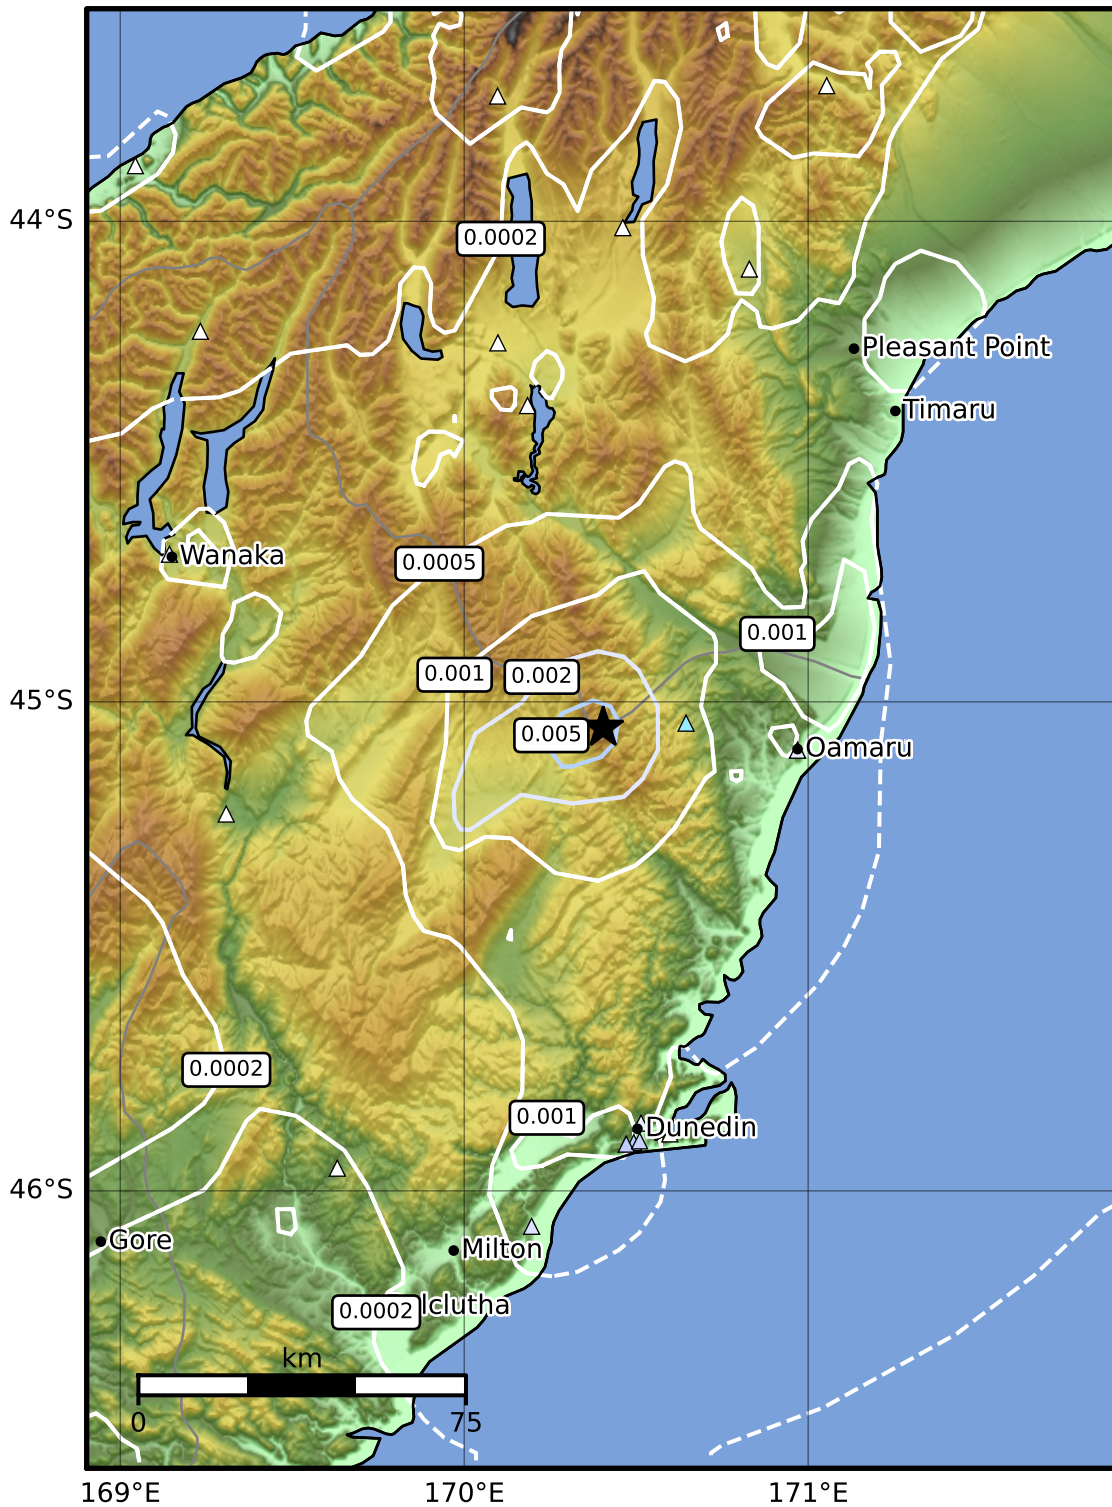 44°S
0.0002
Pleasant Point
Timaru
Wanaka
0.0005
0.001
0.001
0.002
45°S
0.005
Oamaru
0.0002
0.001
Dunedin
46°S
Gore
Milton
0.0002
lclutha
km
0
75
169°E
170°E
171°E